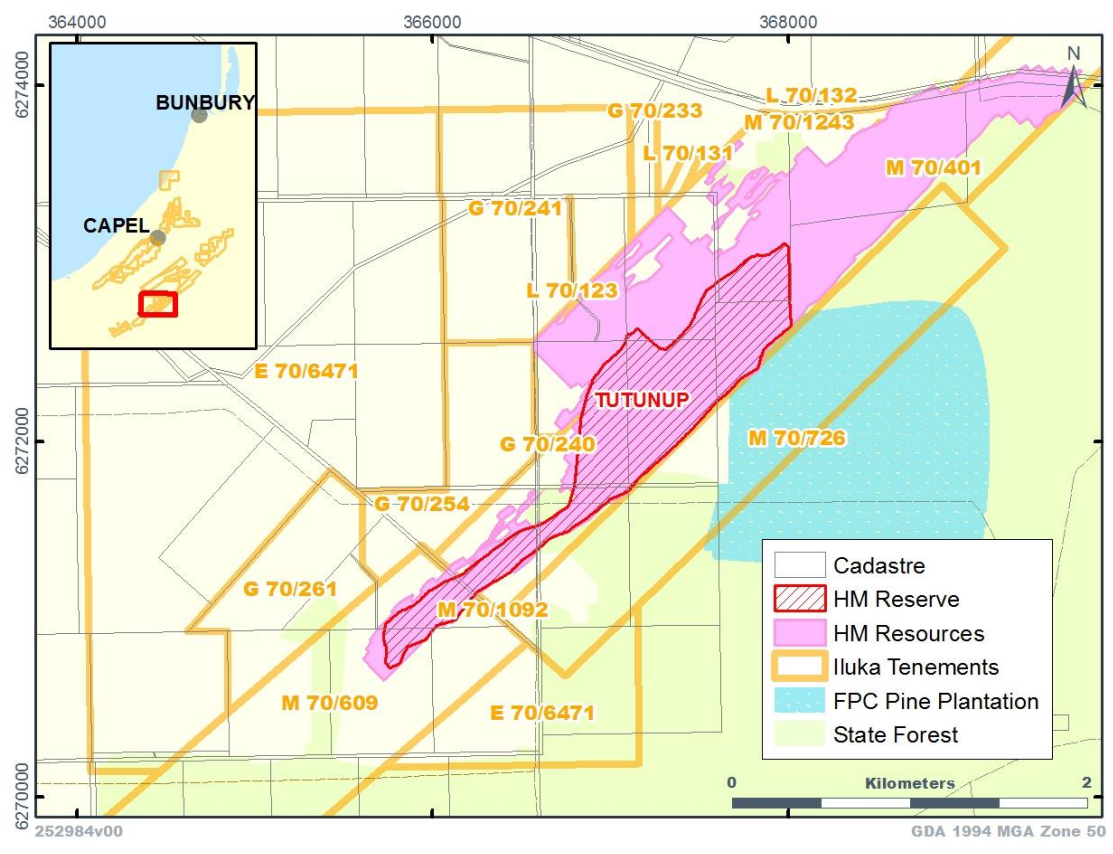 364000
366000
368000
6274000
6272000
6270000
N
BUNBURY
CAPEL
L 70/132
G 70/233
M 70/1243
L 70/131
M 70/401
G 70/241
L 70/123
E 70/6471
TUTUNUP
G 70/240
M 70/726
G 70/254
G 70/261
M 70/1092
M 70/609
E 70/6471
Cadastre
HM Reserve
HM Resources
Iluka Tenements
FPC Pine Plantation
State Forest
0 Kilometers 2
252984v00
GDA 1994 MGA Zone 50